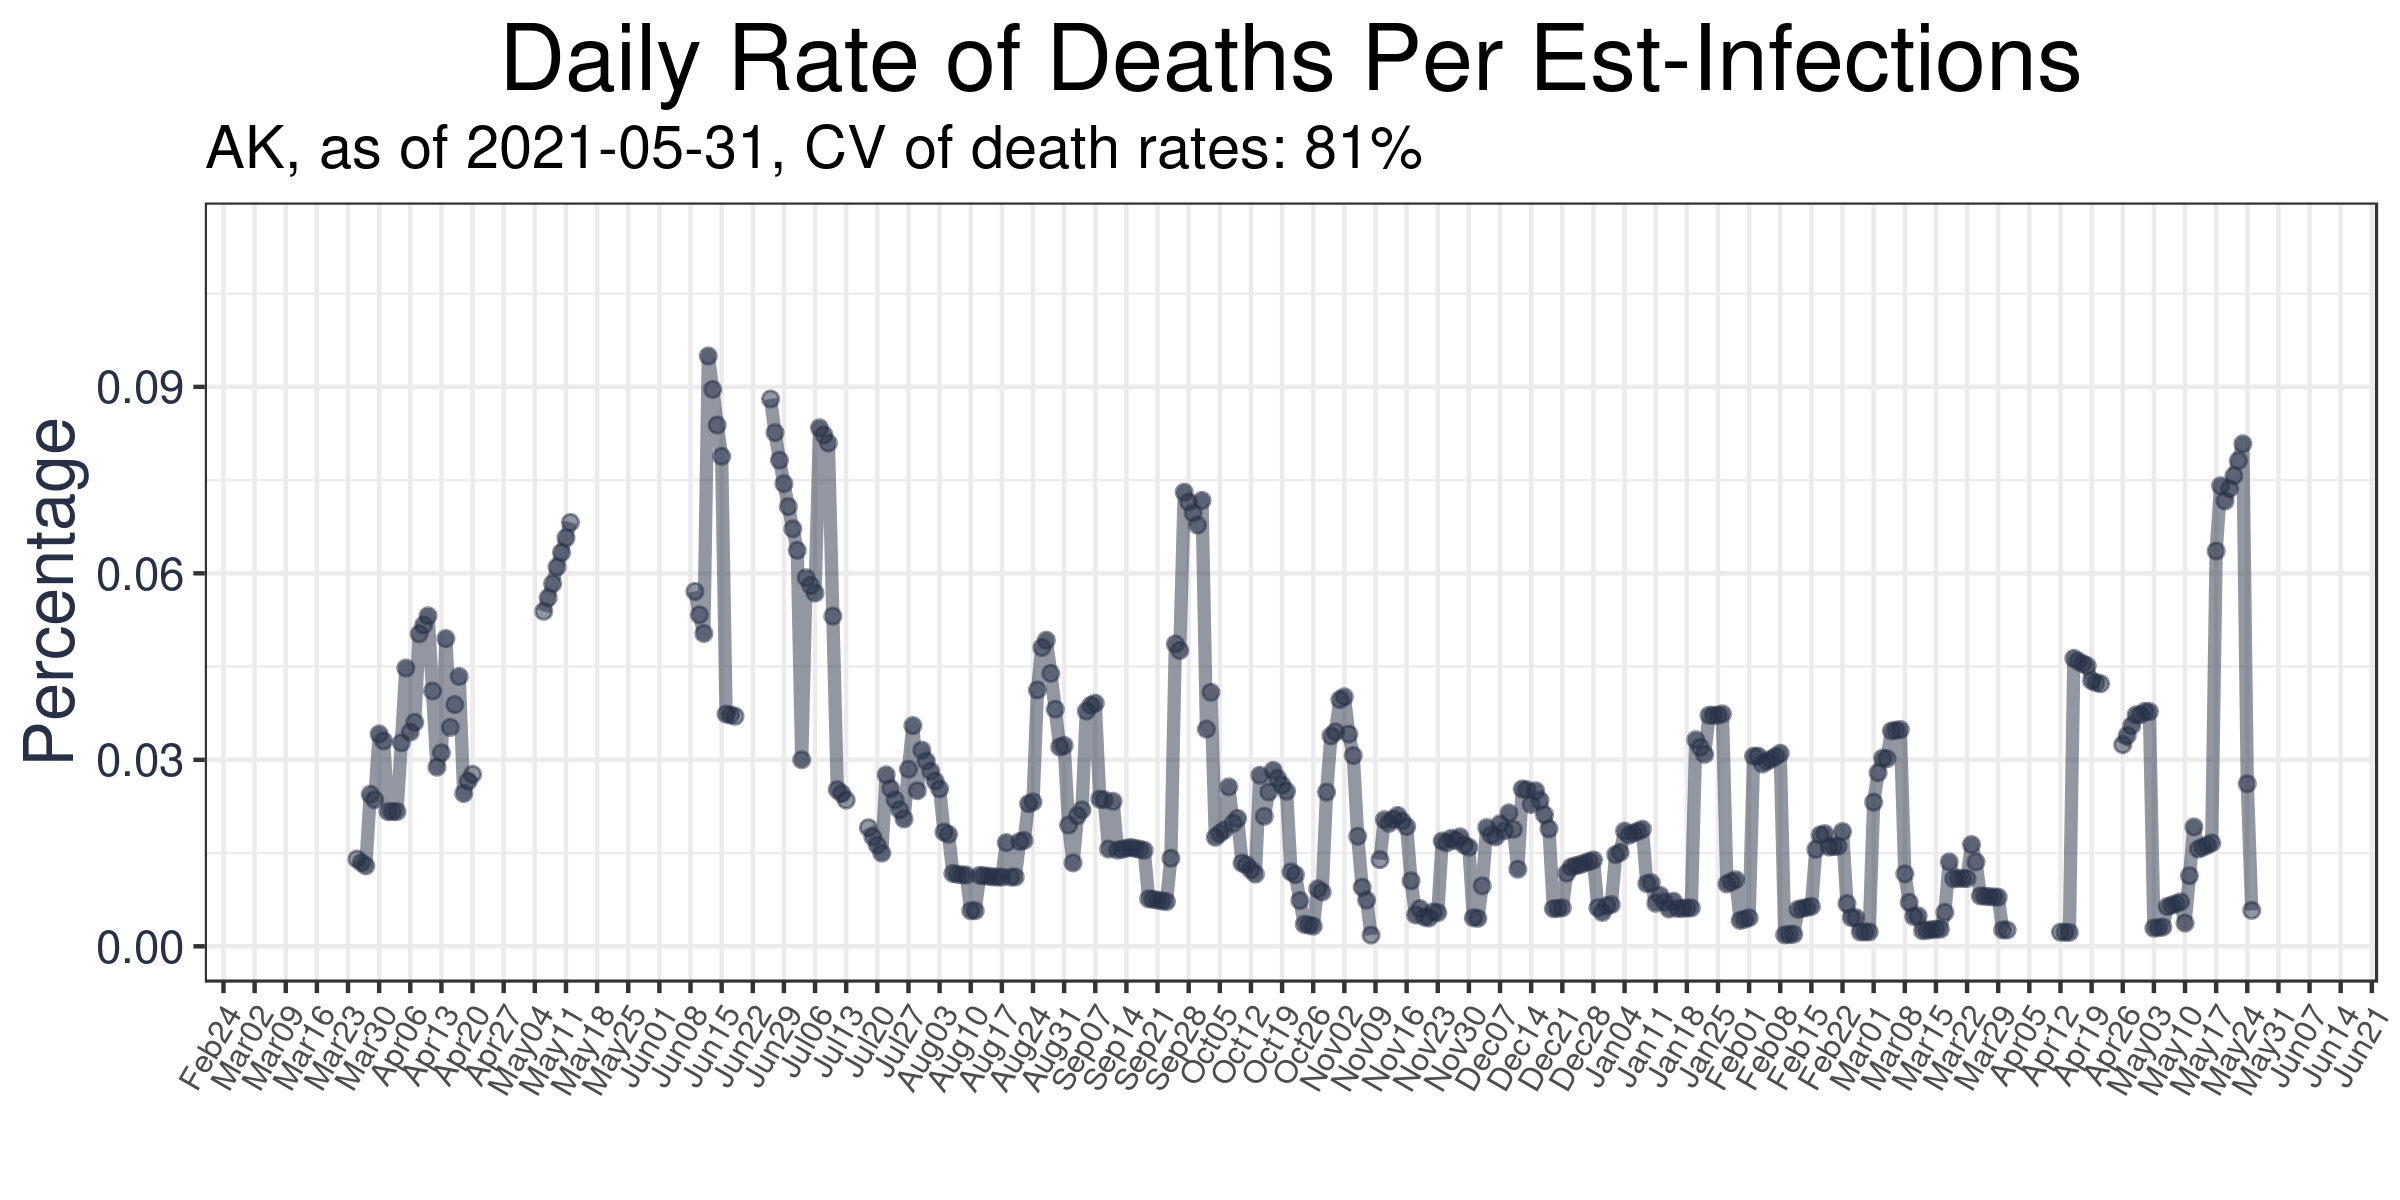 Daily Rate of Deaths Per Est-Infections
AK, as of 2021-05-31, CV of death rates: 81%
Percentage
0.09
0.06
0.03
0.00
Feb24
Mar02
Mar09
Mar16
Mar23
Mar30
Apr06
Apr13
Apr20
Apr27
May04
May11
May18
May25
Jun01
Jun08
Jun15
Jun22
Jun29
Jul06
Jul13
Jul20
Jul27
Aug03
Aug10
Aug17
Aug24
Aug31
Sep07
Sep14
Sep21
Sep28
Oct05
Oct12
Oct19
Oct26
Nov02
Nov09
Nov16
Nov23
Nov30
Dec07
Dec14
Dec21
Dec28
Jan04
Jan11
Jan18
Jan25
Feb01
Feb08
Feb15
Feb22
Mar01
Mar08
Mar15
Mar22
Mar29
Apr05
Apr12
Apr19
Apr26
May03
May10
May17
May24
May31
Jun07
Jun14
Jun21